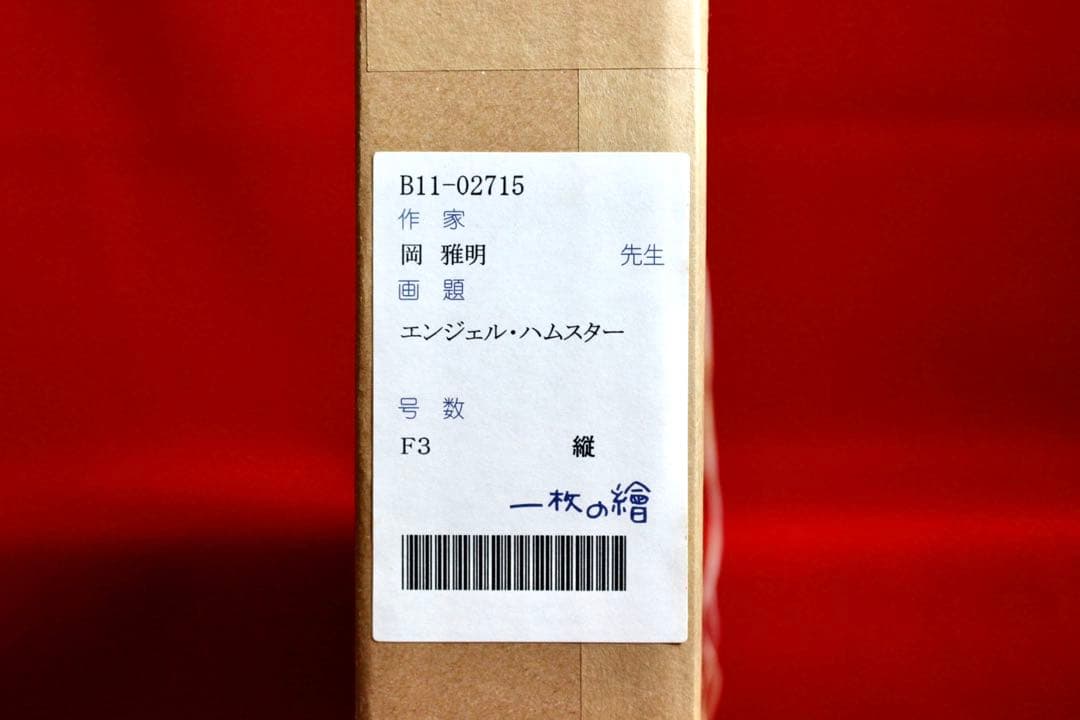 B11-02715
作 家
岡 雅明 先生
画 題
エンジェル・ハムスター
号 数
F3 縦
一枚の繪